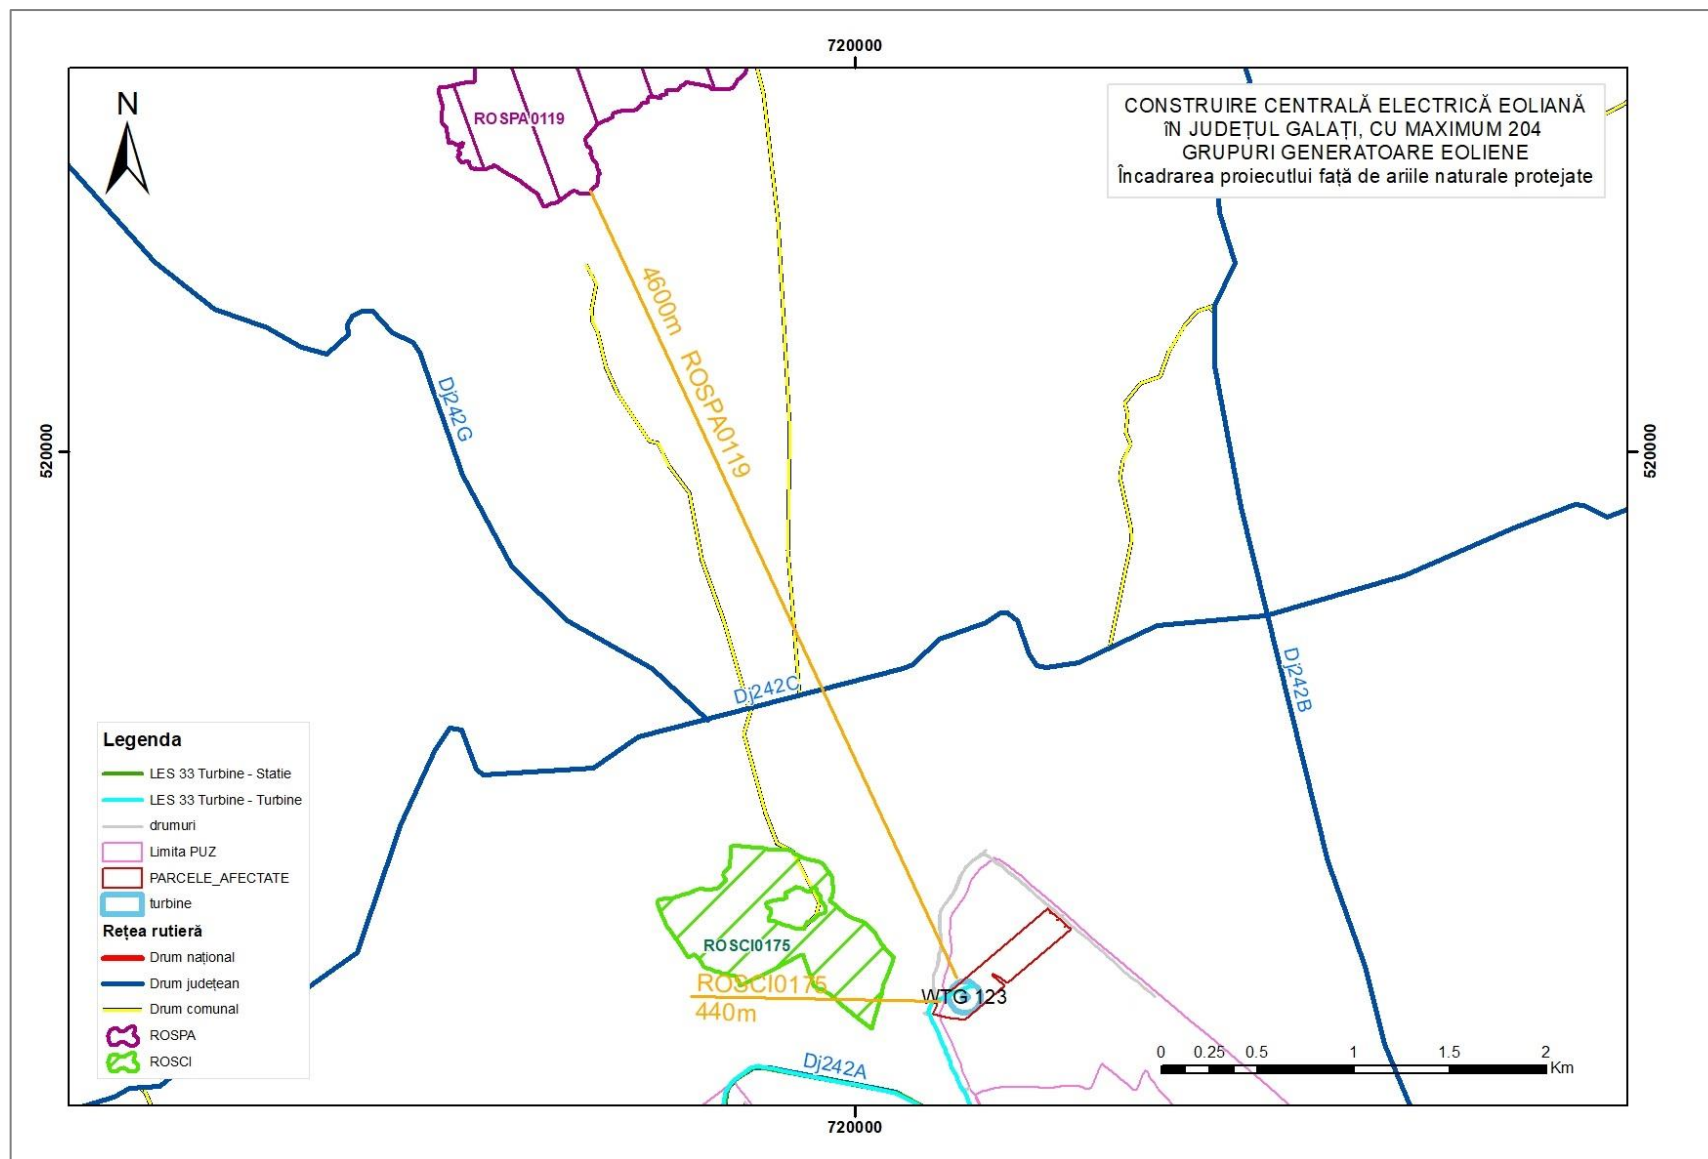 720000
N
CONSTRUIRE CENTRALĂ ELECTRICĂ EOLIANĂ
ÎN JUDEȚUL GALAȚI, CU MAXIMUM 204
GRUPURI GENERATOARE EOLIENE
Încadrarea proiecutlui față de ariile naturale protejate
ROSPA0119
4600m ROSPA0119
Dj242G
520000
520000
Dj242C
Dj242B
Legenda
LES 33 Turbine - Statie
LES 33 Turbine - Turbine
drumuri
Limita PUZ
PARCELE_AFECTATE
turbine
Rețea rutieră
Drum național
Drum județean
Drum comunal
ROSPA
ROSCI
ROSCI0175
ROSCI0175
440m
WTG 123
Dj242A
0 0.25 0.5 1 1.5 2
Km
720000